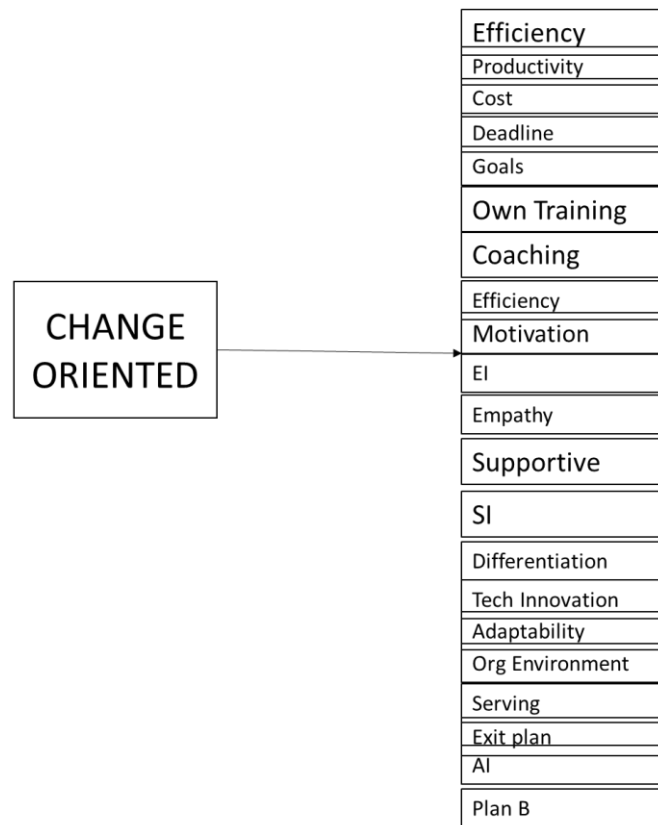 Efficiency
Productivity
Cost
Deadline
Goals
Own Training
Coaching
Efficiency
Motivation
EI
Empathy
Supportive
SI
Differentiation
Tech Innovation
Adaptability
Org Environment
Serving
Exit plan
AI
Plan B
CHANGE
ORIENTED